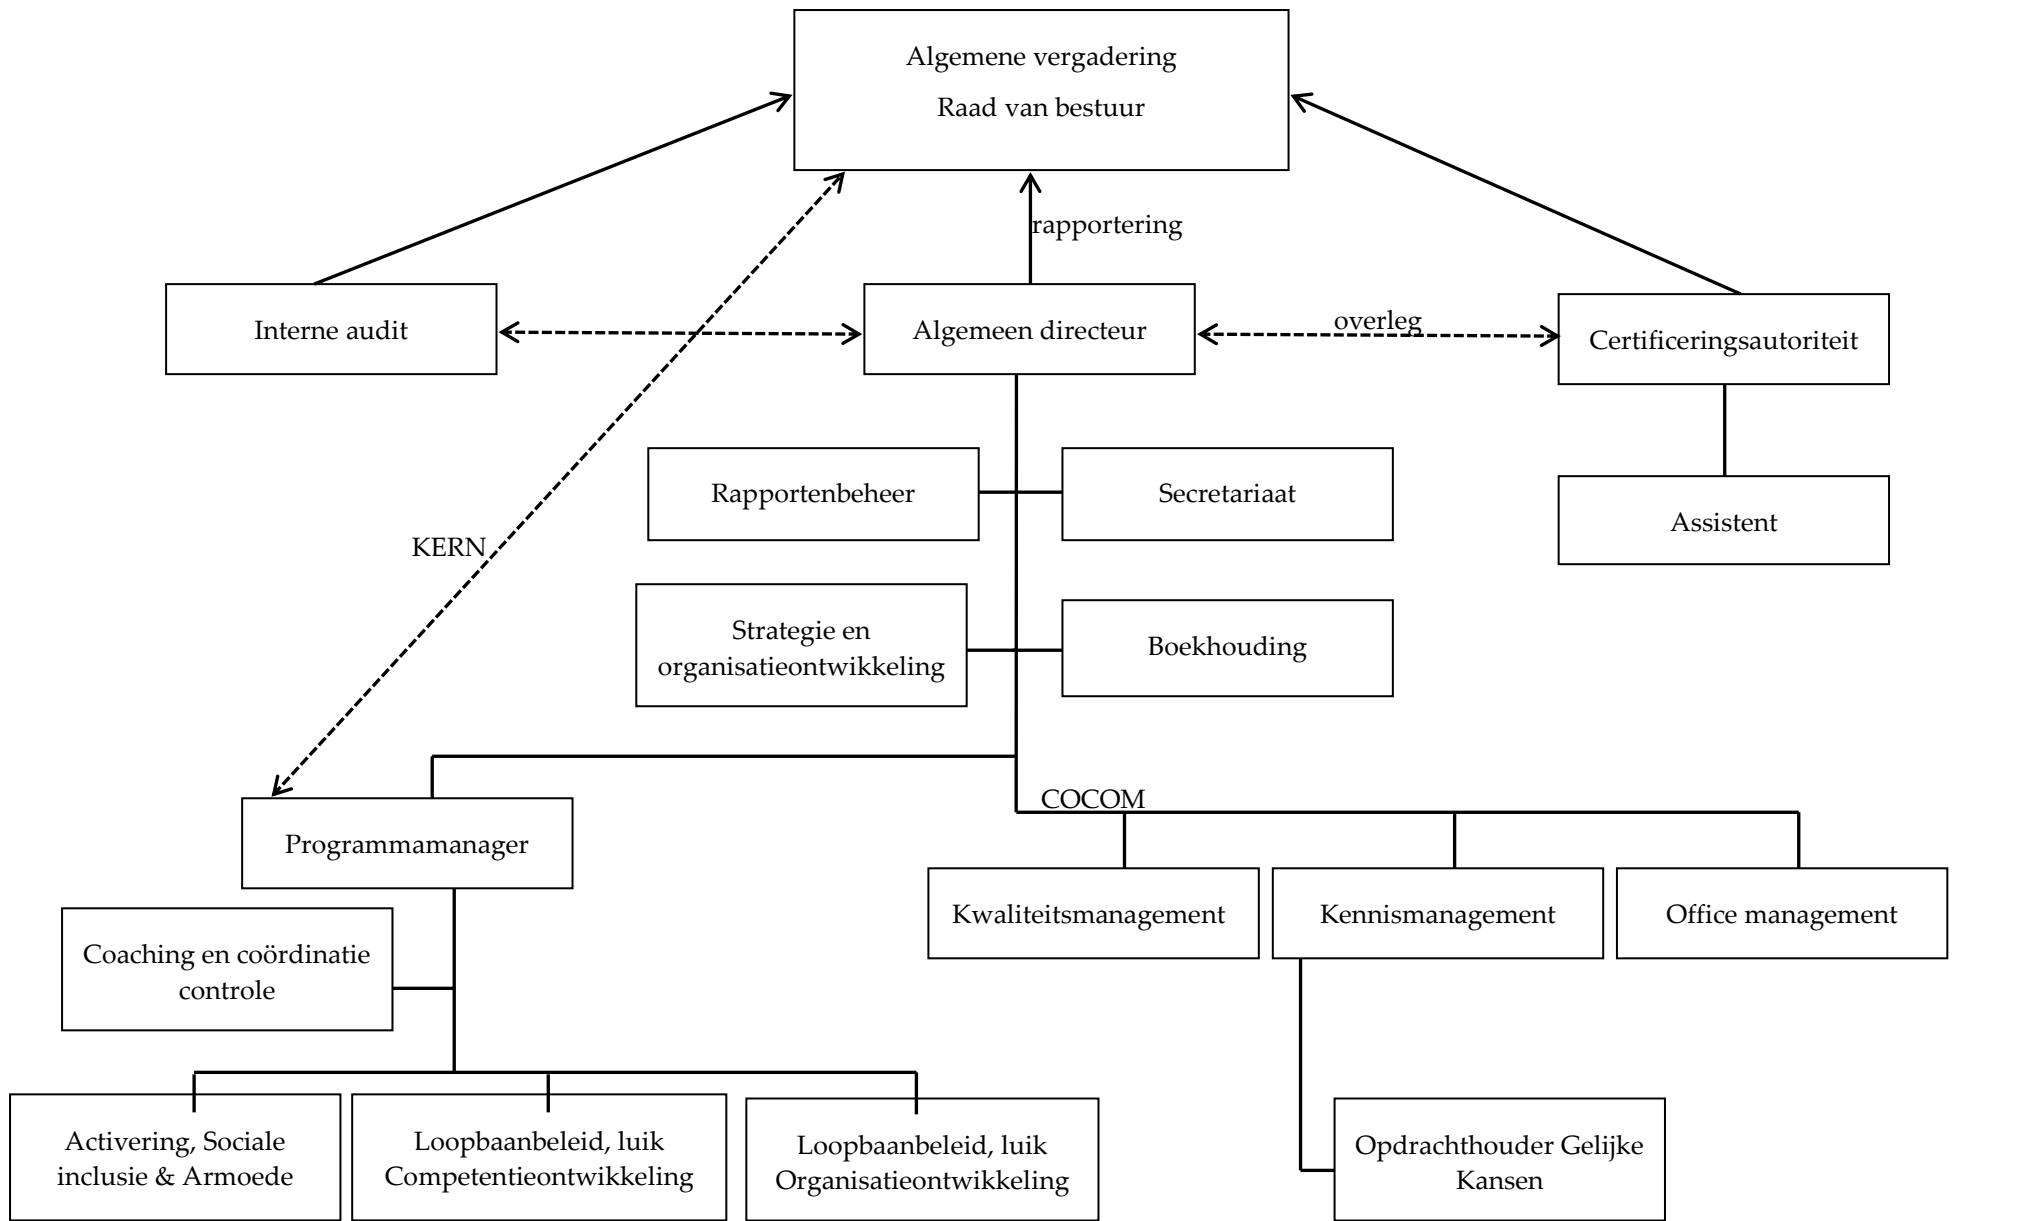 Algemene vergadering
Raad van bestuur
rapportering
Interne audit
Algemeen directeur
overleg
Certificeringsautoriteit
Rapportenbeheer
Secretariaat
Assistent
KERN
Strategie en
organisatieontwikkeling
Boekhouding
COCOM
Programmamanager
Kwaliteitsmanagement
Kennismanagement
Office management
Coaching en coördinatie
controle
Activering, Sociale
inclusie & Armoede
Loopbaanbeleid, luik
Competentieontwikkeling
Loopbaanbeleid, luik
Organisatieontwikkeling
Opdrachthouder Gelijke
Kansen